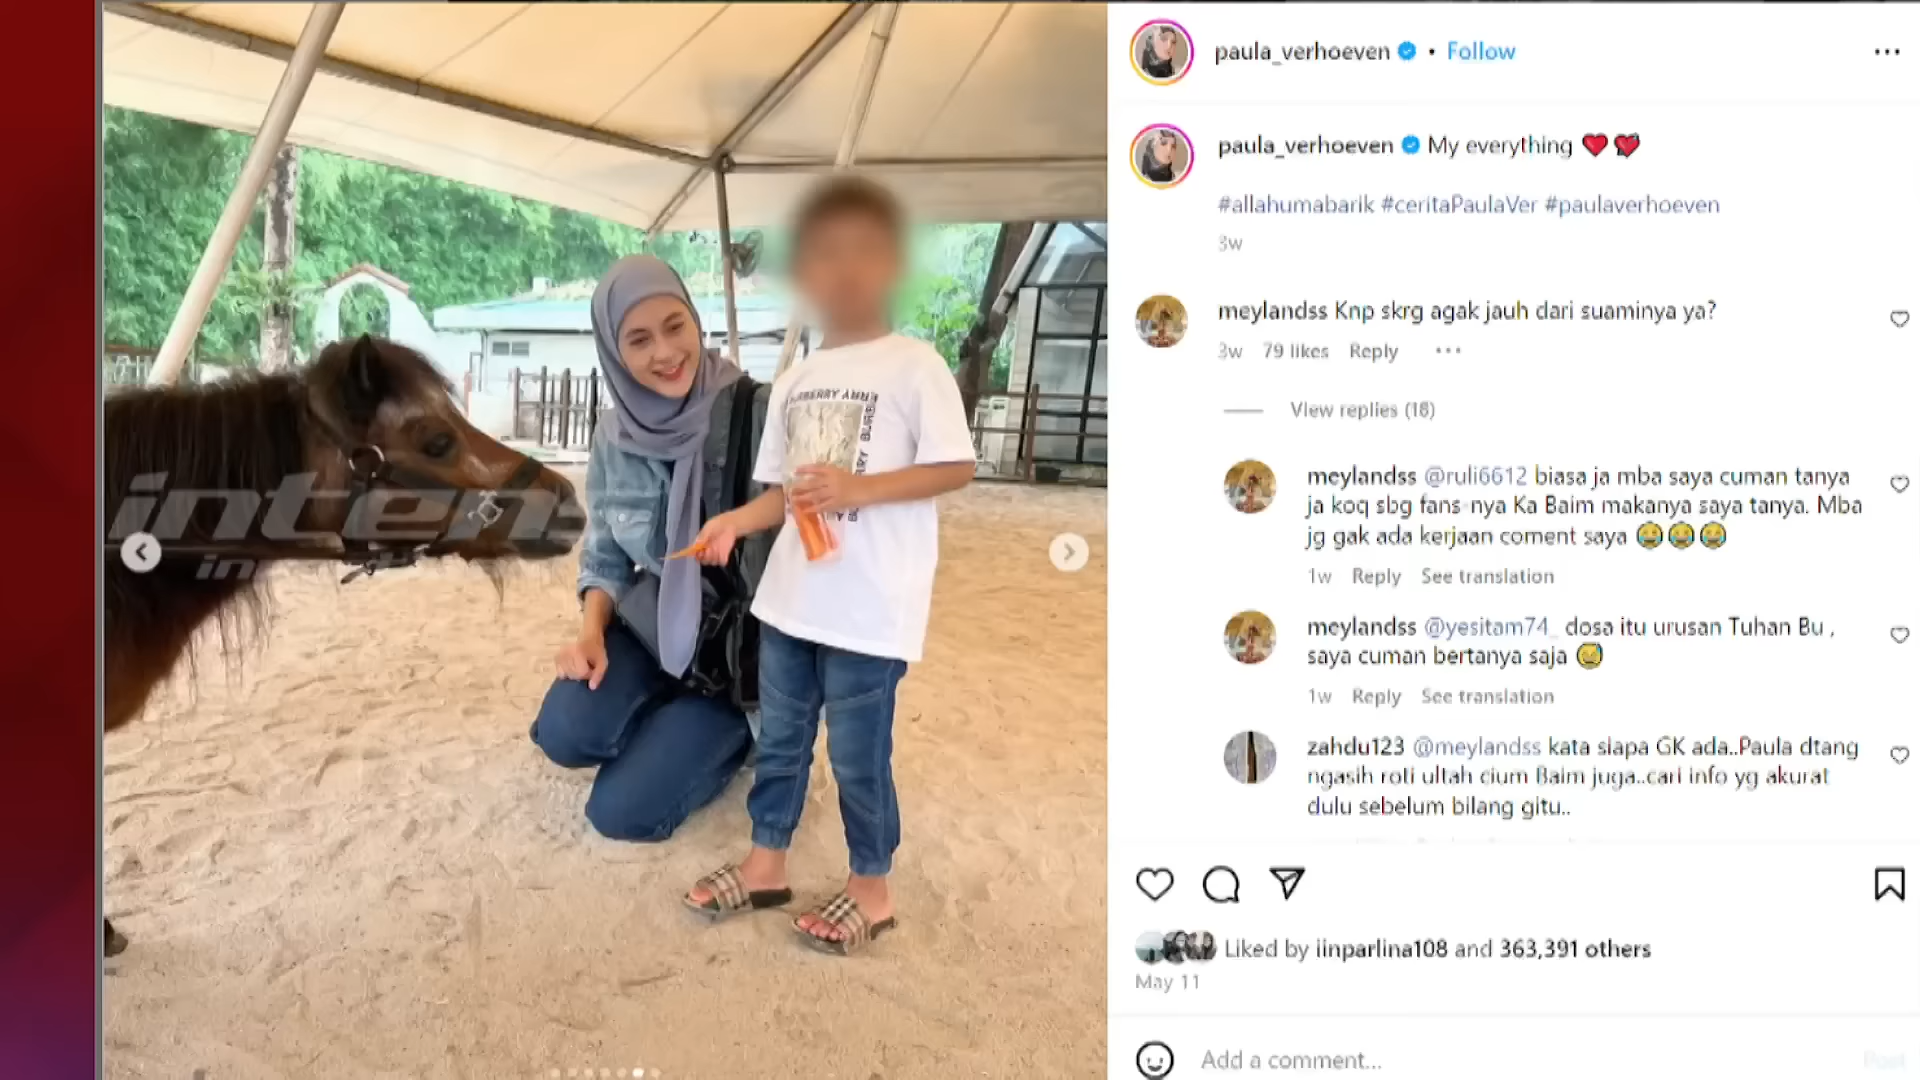 paula_verhoeven • Follow
paula_verhoeven My everything ❤️💓
#allahumabarik #ceritaPaulaVer #paulaverhoeven
3w
meylandss Knp skrg agak jauh dari suaminya ya?
3w 79 likes Reply
View replies (18)
meylandss @ruli6612 biasa ja mba saya cuman tanya
ja koq sbg fans-nya Ka Baim makanya saya tanya. Mba
jg gak ada kerjaan coment saya 😂😂😂
1w Reply See translation
meylandss @yesitam74_ dosa itu urusan Tuhan Bu ,
saya cuman bertanya saja 😅
1w Reply See translation
zahdu123 @meylandss kata siapa GK ada..Paula dtang
ngasih roti ultah cium Baim juga..cari info yg akurat
dulu sebelum bilang gitu..
Liked by iinparlina108 and 363,391 others
May 11
Add a comment...
Post
intens